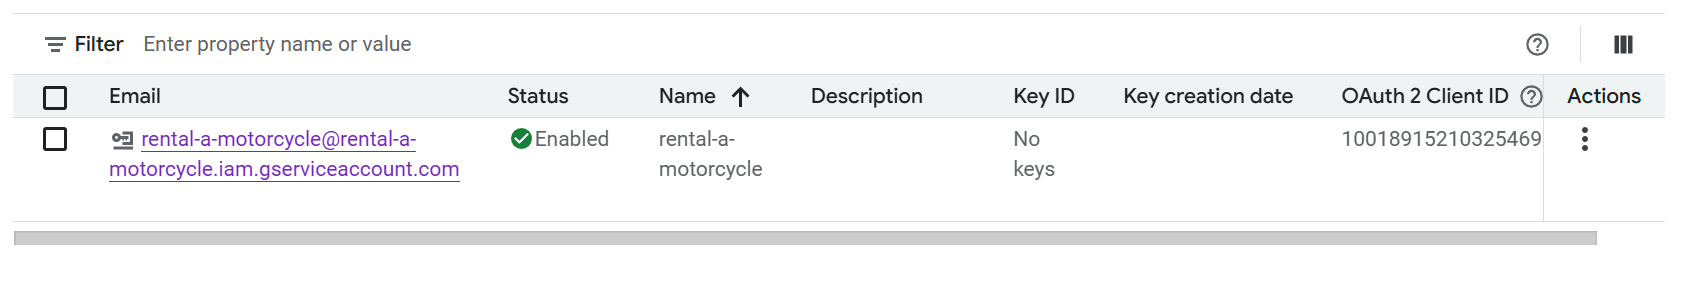 Filter Enter property name or value
Email Status Name Description Key ID Key creation date OAuth 2 Client ID Actions
rental-a-motorcycle@rental-a- Enabled rental-a- No 10018915210325469
motorcycle.iam.gserviceaccount.com motorcycle keys